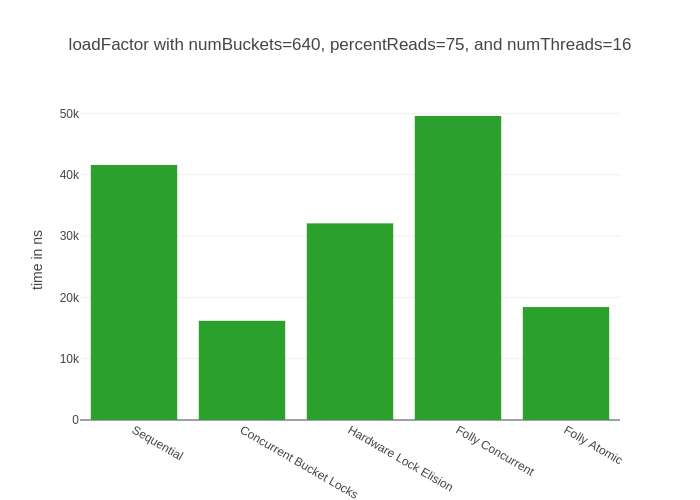 loadFactor with numBuckets=640, percentReads=75, and numThreads=16
time in ns
50k
40k
30k
20k
10k
0
Sequential
Concurrent Bucket Locks
Hardware Lock Elision
Folly Concurrent
Folly Atomic